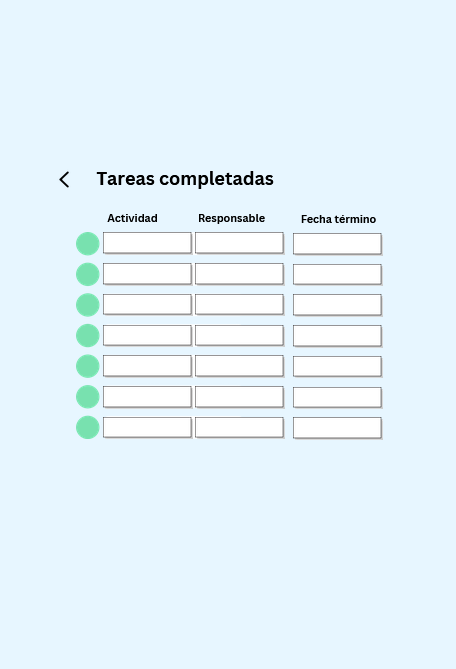 Tareas completadas
Actividad Responsable Fecha término